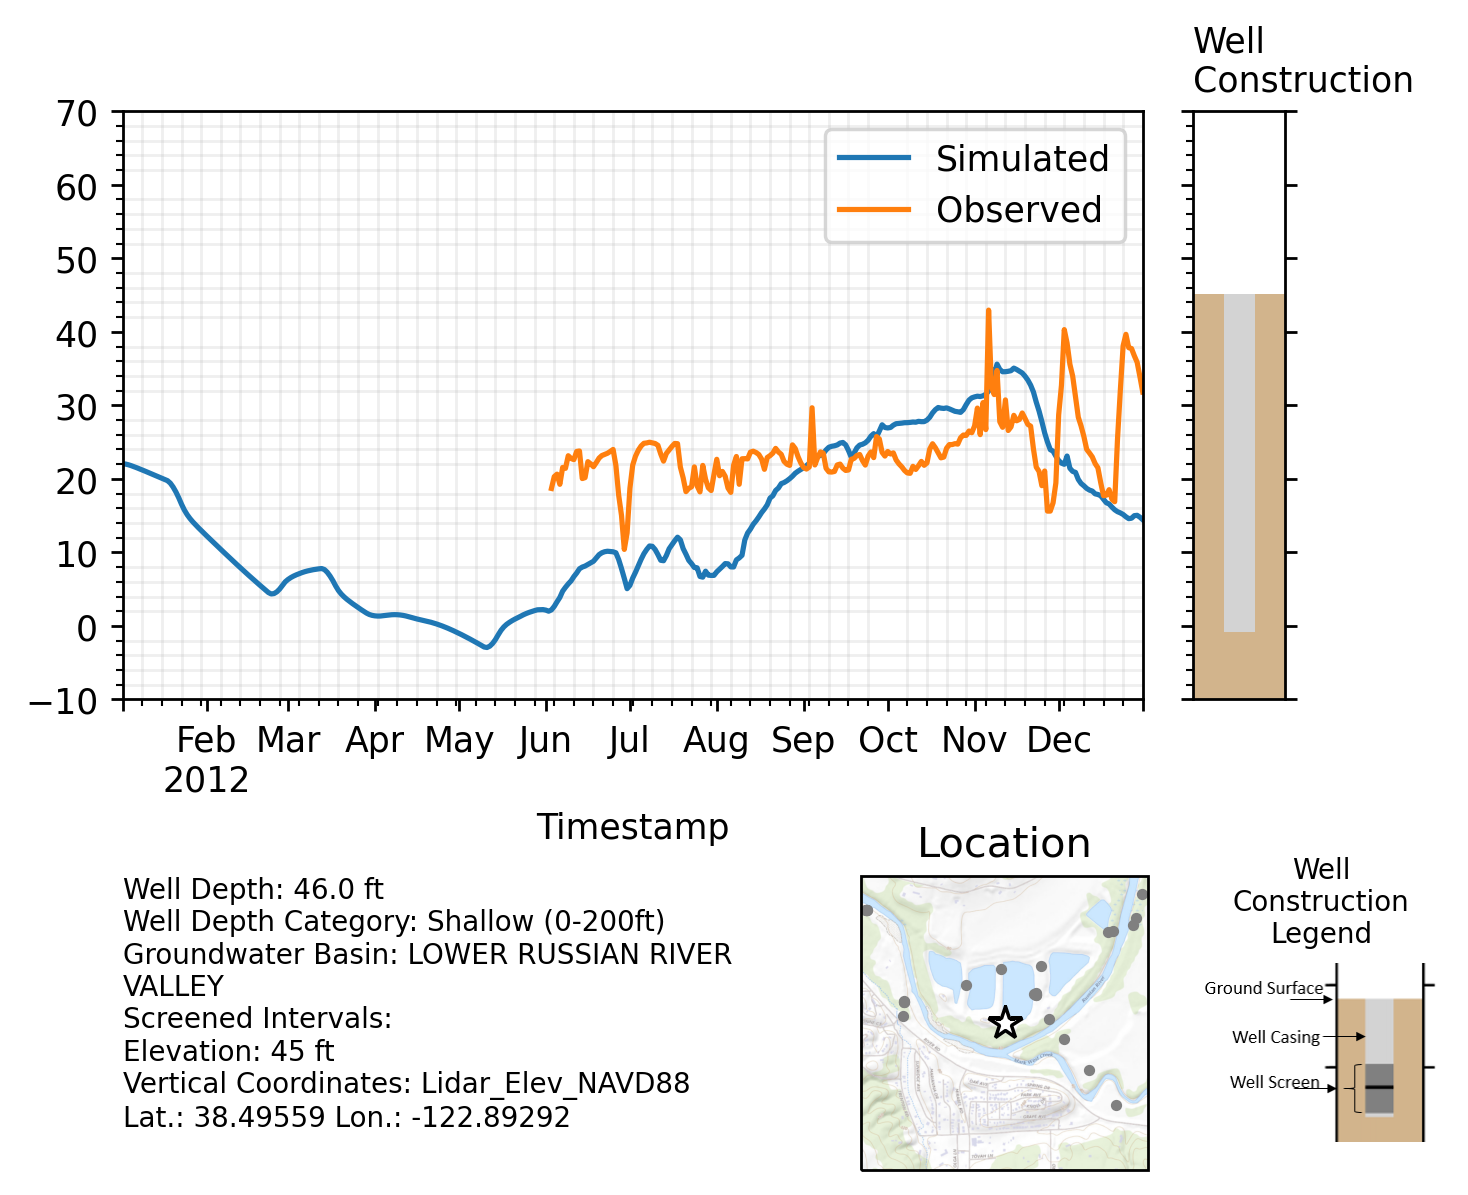 Well
Construction
70
60
50
40
30
20
10
0
−10
Simulated
Observed
Feb Mar Apr May Jun Jul Aug Sep Oct Nov Dec
2012
Timestamp
Well Depth: 46.0 ft
Well Depth Category: Shallow (0-200ft)
Groundwater Basin: LOWER RUSSIAN RIVER
VALLEY
Screened Intervals:
Elevation: 45 ft
Vertical Coordinates: Lidar_Elev_NAVD88
Lat.: 38.49559 Lon.: -122.89292
Location
Well
Construction
Legend
Ground Surface
Well Casing
Well Screen